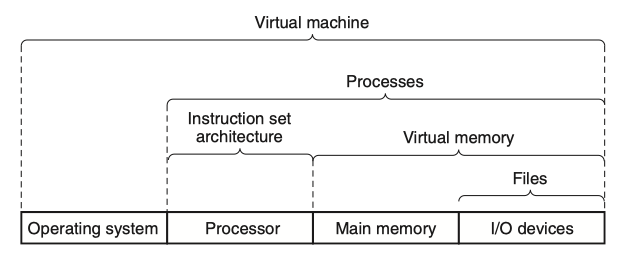 Virtual machine
Processes
Instruction set
architecture
Virtual memory
Files
Operating system
Processor
Main memory
I/O devices